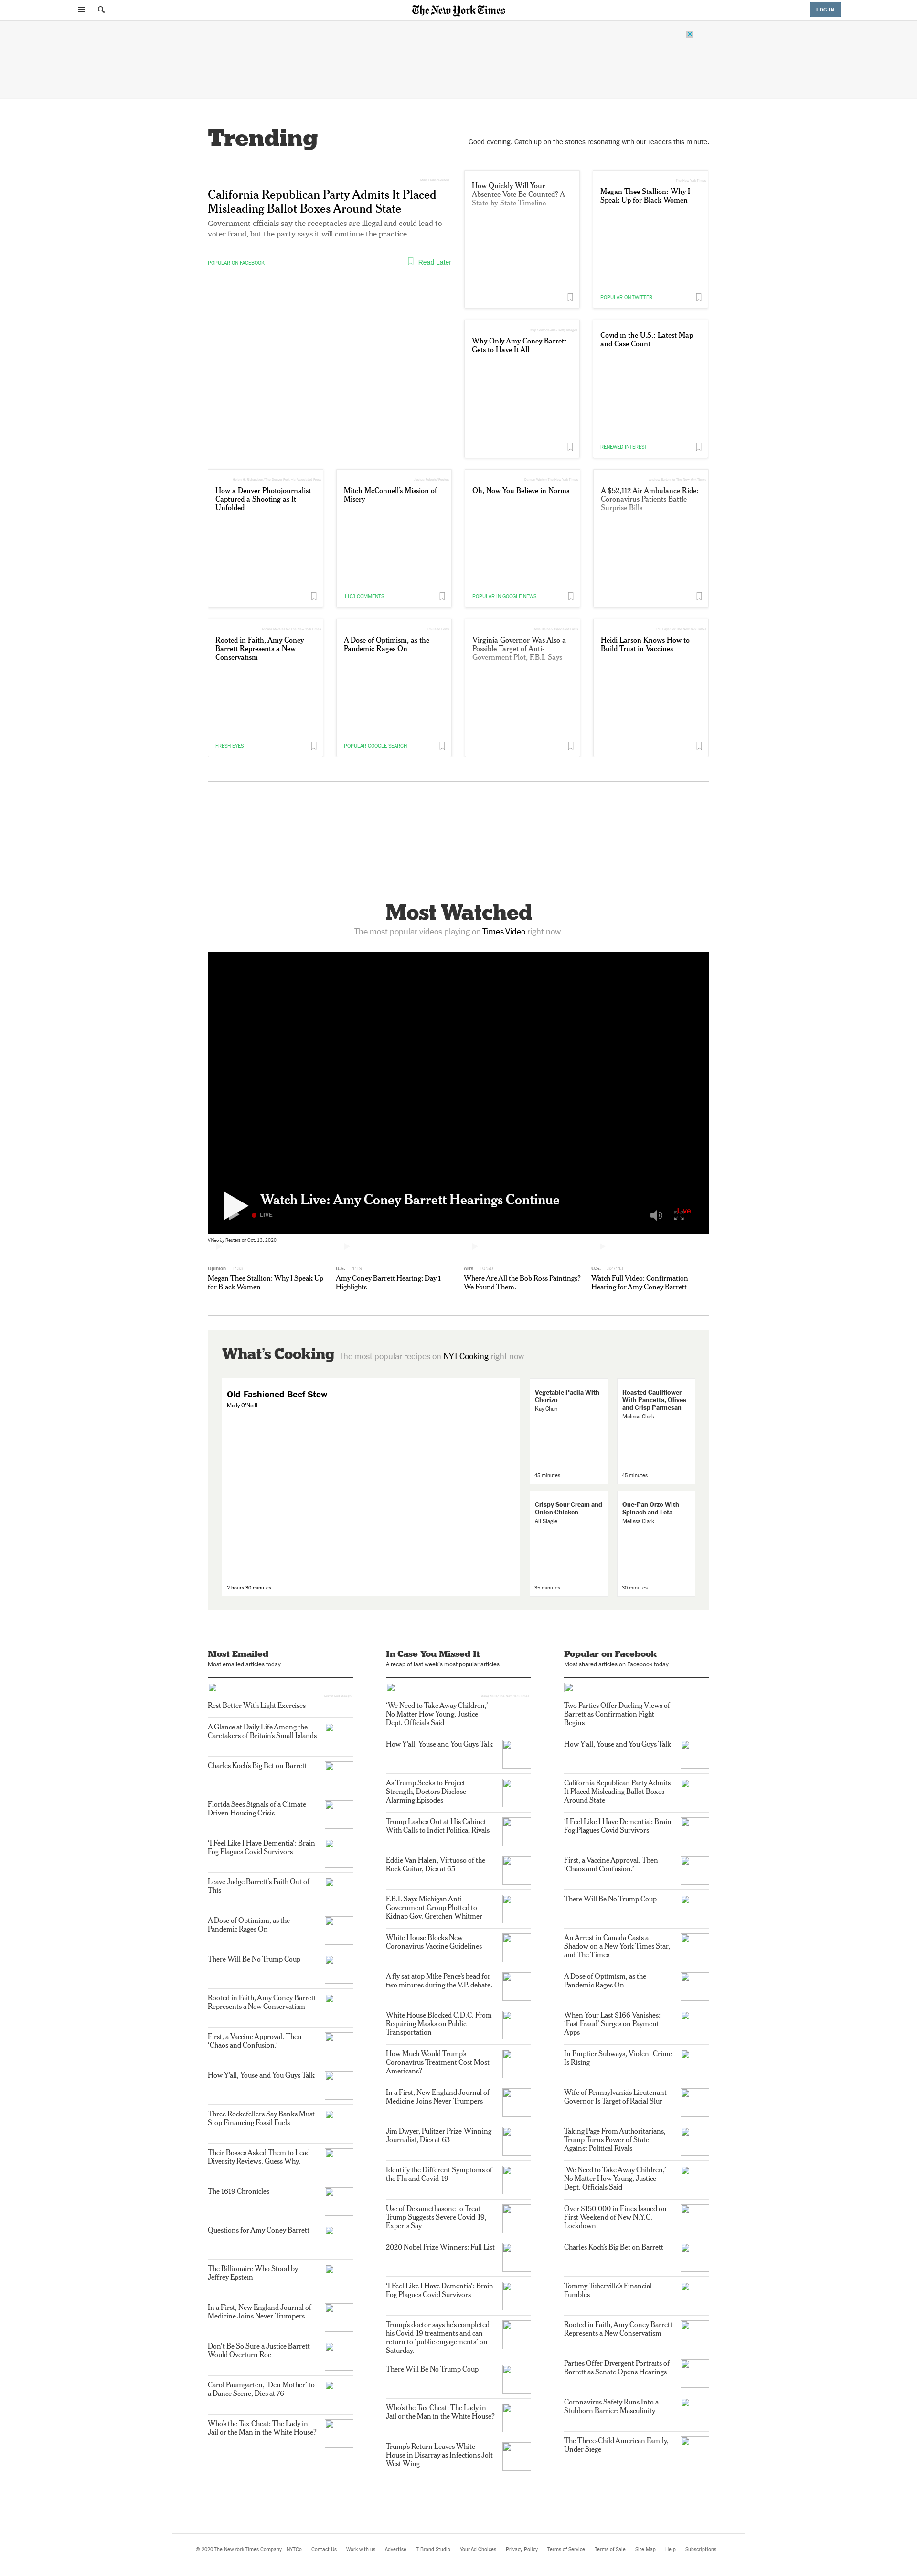 The New York Times
LOG IN
Trending
Good evening. Catch up on the stories resonating with our readers this minute.
California Republican Party Admits It Placed
Misleading Ballot Boxes Around State
Government officials say the receptacles are illegal and could lead to
voter fraud, but the party says it will continue the practice.
POPULAR ON FACEBOOK
Read Later
How Quickly Will Your
Absentee Vote Be Counted? A
State-by-State Timeline
Megan Thee Stallion: Why I
Speak Up for Black Women
POPULAR ON TWITTER
Why Only Amy Coney Barrett
Gets to Have It All
Covid in the U.S.: Latest Map
and Case Count
RENEWED INTEREST
How a Denver Photojournalist
Captured a Shooting as It
Unfolded
Mitch McConnell's Mission of
Misery
1103 COMMENTS
Oh, Now You Believe in Norms
POPULAR IN GOOGLE NEWS
A $52,112 Air Ambulance Ride:
Coronavirus Patients Battle
Surprise Bills
Rooted in Faith, Amy Coney
Barrett Represents a New
Conservatism
FRESH EYES
A Dose of Optimism, as the
Pandemic Rages On
POPULAR GOOGLE SEARCH
Virginia Governor Was Also a
Possible Target of Anti-
Government Plot, F.B.I. Says
Heidi Larson Knows How to
Build Trust in Vaccines
Most Watched
The most popular videos playing on Times Video right now.
Watch Live: Amy Coney Barrett Hearings Continue
LIVE
Live
Video by Reuters on Oct. 13, 2020.
Opinion 1:33
Megan Thee Stallion: Why I Speak Up
for Black Women
U.S. 4:18
Amy Coney Barrett Hearing: Day 1
Highlights
Arts 10:50
Where Are All the Bob Ross Paintings?
We Found Them.
U.S. 327:43
Watch Full Video: Confirmation
Hearing for Amy Coney Barrett
What's Cooking The most popular recipes on NYT Cooking right now
Old-Fashioned Beef Stew
Molly O'Neill
2 hours 30 minutes
Vegetable Paella With
Chorizo
Kay Chun
45 minutes
Roasted Cauliflower
With Pancetta, Olives
and Crisp Parmesan
Melissa Clark
45 minutes
Crispy Sour Cream and
Onion Chicken
Ali Slagle
35 minutes
One-Pan Orzo With
Spinach and Feta
Melissa Clark
30 minutes
Most Emailed
Most emailed articles today
Rest Better With Light Exercises
A Glance at Daily Life Among the
Caretakers of Britain's Small Islands
Charles Koch's Big Bet on Barrett
Florida Sees Signals of a Climate-
Driven Housing Crisis
'I Feel Like I Have Dementia': Brain
Fog Plagues Covid Survivors
Leave Judge Barrett's Faith Out of
This
A Dose of Optimism, as the
Pandemic Rages On
There Will Be No Trump Coup
Rooted in Faith, Amy Coney Barrett
Represents a New Conservatism
First, a Vaccine Approval. Then
'Chaos and Confusion.'
How Y'all, Youse and You Guys Talk
Three Rockefellers Say Banks Must
Stop Financing Fossil Fuels
Their Bosses Asked Them to Lead
Diversity Reviews. Guess Why.
The 1619 Chronicles
Questions for Amy Coney Barrett
The Billionaire Who Stood by
Jeffrey Epstein
In a First, New England Journal of
Medicine Joins Never-Trumpers
Don't Be So Sure a Justice Barrett
Would Overturn Roe
Carol Paumgarten, 'Den Mother' to
a Dance Scene, Dies at 76
Who's the Tax Cheat: The Lady in
Jail or the Man in the White House?
In Case You Missed It
A recap of last week's most popular articles
'We Need to Take Away Children,'
No Matter How Young, Justice
Dept. Officials Said
How Y'all, Youse and You Guys Talk
As Trump Seeks to Project
Strength, Doctors Disclose
Alarming Episodes
Trump Lashes Out at His Cabinet
With Calls to Indict Political Rivals
Eddie Van Halen, Virtuoso of the
Rock Guitar, Dies at 65
F.B.I. Says Michigan Anti-
Government Group Plotted to
Kidnap Gov. Gretchen Whitmer
White House Blocks New
Coronavirus Vaccine Guidelines
A fly sat atop Mike Pence's head for
two minutes during the V.P. debate.
White House Blocked C.D.C. From
Requiring Masks on Public
Transportation
How Much Would Trump's
Coronavirus Treatment Cost Most
Americans?
In a First, New England Journal of
Medicine Joins Never-Trumpers
Jim Dwyer, Pulitzer Prize-Winning
Journalist, Dies at 63
Identify the Different Symptoms of
the Flu and Covid-19
Use of Dexamethasone to Treat
Trump Suggests Severe Covid-19,
Experts Say
2020 Nobel Prize Winners: Full List
'I Feel Like I Have Dementia': Brain
Fog Plagues Covid Survivors
Trump's doctor says he's completed
his Covid-19 treatments and can
return to 'public engagements' on
Saturday.
There Will Be No Trump Coup
Who's the Tax Cheat: The Lady in
Jail or the Man in the White House?
Trump's Return Leaves White
House in Disarray as Infections Jolt
West Wing
Popular on Facebook
Most shared articles on Facebook today
Two Parties Offer Dueling Views of
Barrett as Confirmation Fight
Begins
How Y'all, Youse and You Guys Talk
California Republican Party Admits
It Placed Misleading Ballot Boxes
Around State
'I Feel Like I Have Dementia': Brain
Fog Plagues Covid Survivors
First, a Vaccine Approval. Then
'Chaos and Confusion.'
There Will Be No Trump Coup
An Arrest in Canada Casts a
Shadow on a New York Times Star,
and The Times
A Dose of Optimism, as the
Pandemic Rages On
When Your Last $166 Vanishes:
'Fast Fraud' Surges on Payment
Apps
In Emptier Subways, Violent Crime
Is Rising
Wife of Pennsylvania's Lieutenant
Governor Is Target of Racial Slur
Taking Page From Authoritarians,
Trump Turns Power of State
Against Political Rivals
'We Need to Take Away Children,'
No Matter How Young, Justice
Dept. Officials Said
Over $150,000 in Fines Issued on
First Weekend of New N.Y.C.
Lockdown
Charles Koch's Big Bet on Barrett
Tommy Tuberville's Financial
Fumbles
Rooted in Faith, Amy Coney Barrett
Represents a New Conservatism
Parties Offer Divergent Portraits of
Barrett as Senate Opens Hearings
Coronavirus Safety Runs Into a
Stubborn Barrier: Masculinity
The Three-Child American Family,
Under Siege
© 2020 The New York Times Company NYTCo Contact Us Work with us Advertise T Brand Studio Your Ad Choices Privacy Policy Terms of Service Terms of Sale Site Map Help Subscriptions